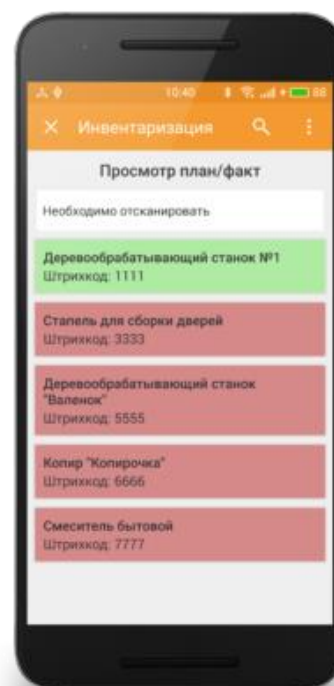 10:40 88
Инвентаризация
Просмотр план/факт
Необходимо отсканировать
Деревообрабатывающий станок №1
Штрихкод: 1111
Стапель для сборки дверей
Штрихкод: 3333
Деревообрабатывающий станок
"Валенок"
Штрихкод: 5555
Копир "Копирочка"
Штрихкод: 6666
Смеситель бытовой
Штрихкод: 7777